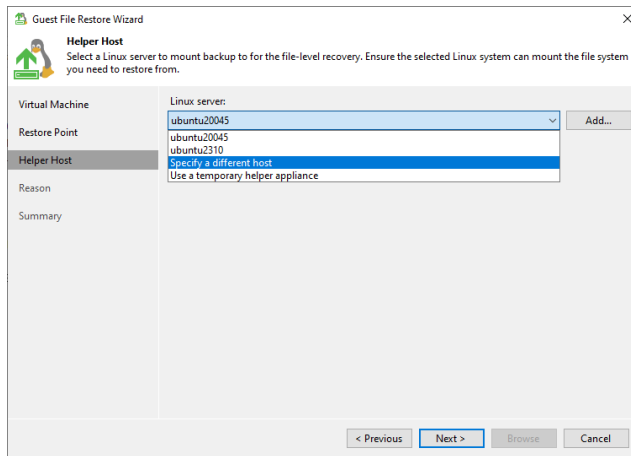 Guest File Restore Wizard
Helper Host
Select a Linux server to mount backup to for the file-level recovery. Ensure the selected Linux system can mount the file system
you need to restore from.
Virtual Machine
Restore Point
Helper Host
Reason
Summary
Linux server:
ubuntu20045
Add...
ubuntu20045
ubuntu2310
Specify a different host
Use a temporary helper appliance
< Previous
Next >
Browse
Cancel